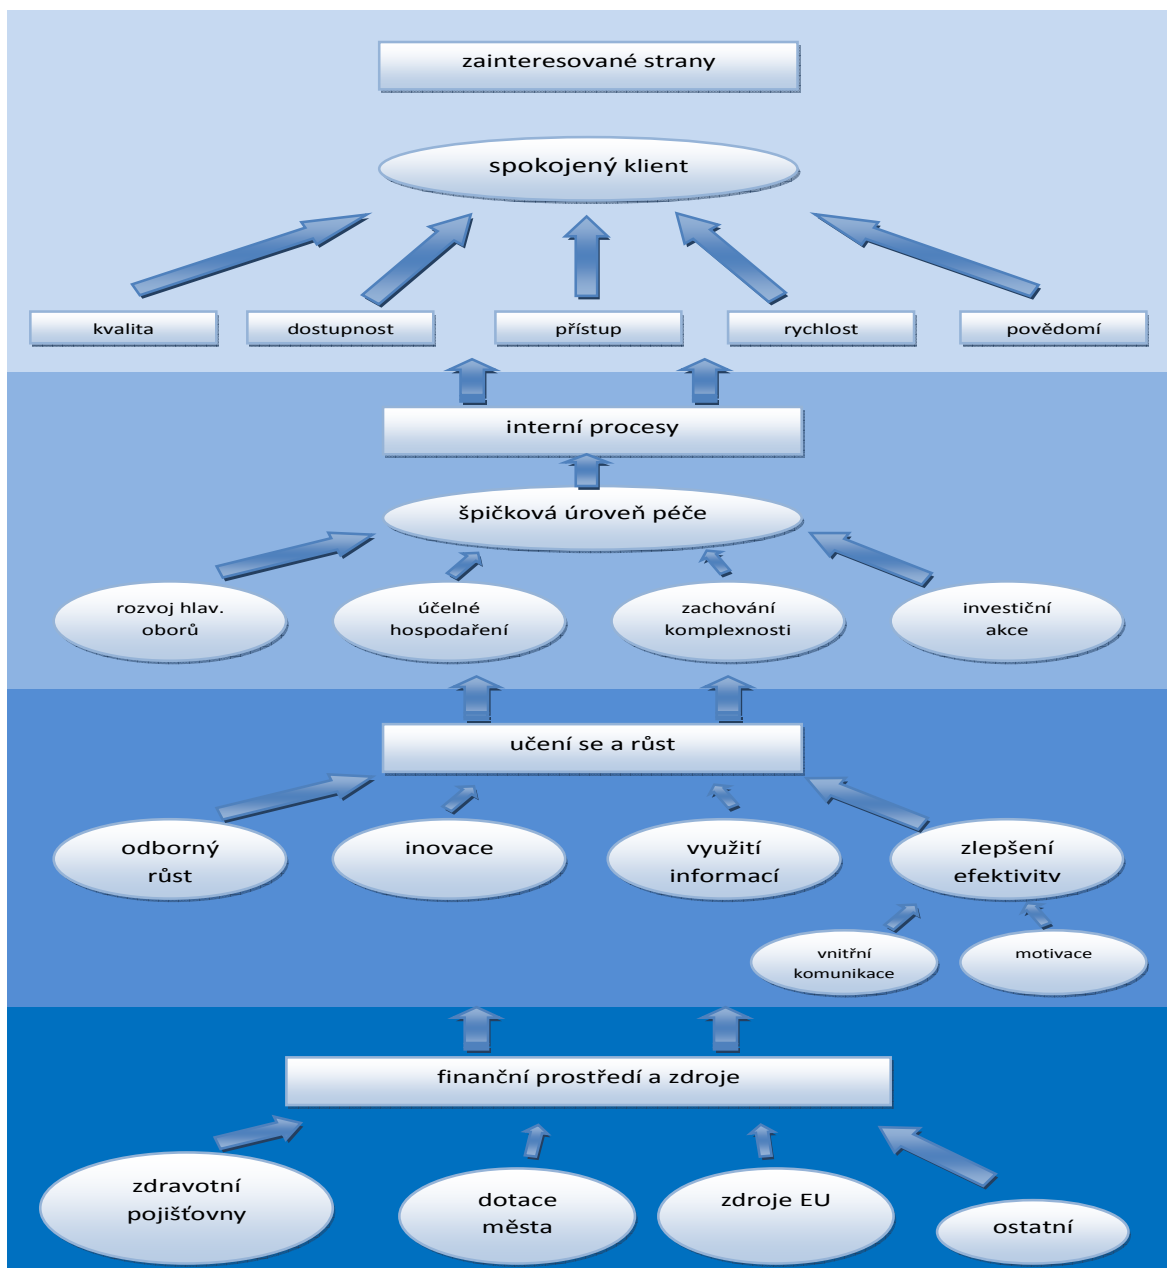 zainteresované strany
spokojený klient
kvalita
dostupnost
přístup
rychlost
povědomí
interní procesy
špičková úroveň péče
rozvoj hlav.
oborů
účelné
hospodaření
zachování
komplexnosti
investiční
akce
učení se a růst
odborný
růst
inovace
využití
informací
zlepšení
efektivitv
vnitřní
komunikace
motivace
finanční prostředí a zdroje
zdravotní
pojišťovny
dotace
města
zdroje EU
ostatní